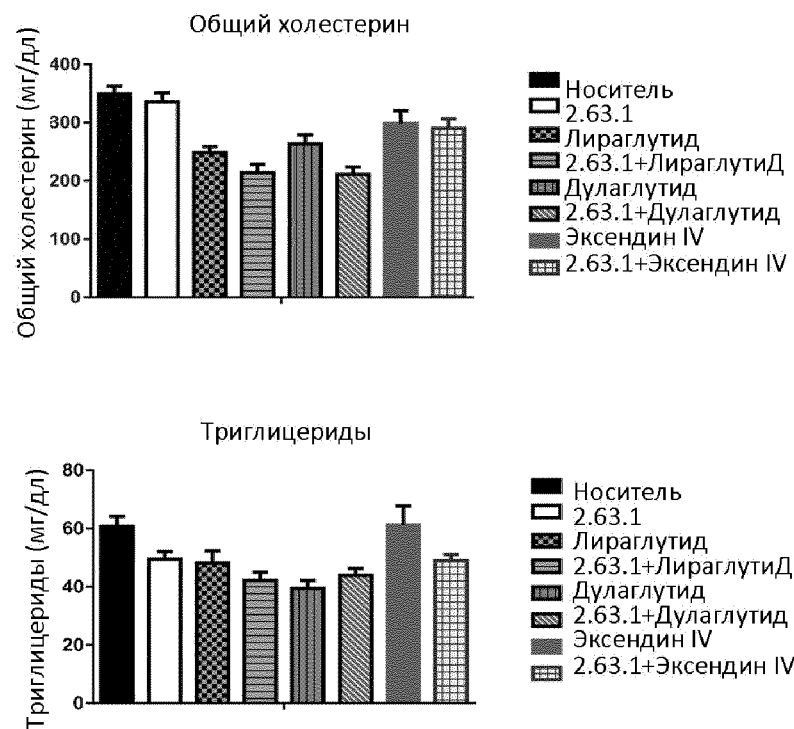 Общий холестерин
Общий холестерин (мг/дл)
400
300
200
100
0
Носитель
2.63.1
Лираглутид
2.63.1+ЛираглутиД
Дулаглутид
2.63.1+Дулаглутид
Эксендин IV
2.63.1+Эксендин IV
Триглицериды
Триглицериды (мг/дл)
80
60
40
20
0
Носитель
2.63.1
Лираглутид
2.63.1+ЛираглутиД
Дулаглутид
2.63.1+Дулаглутид
Эксендин IV
2.63.1+Эксендин IV